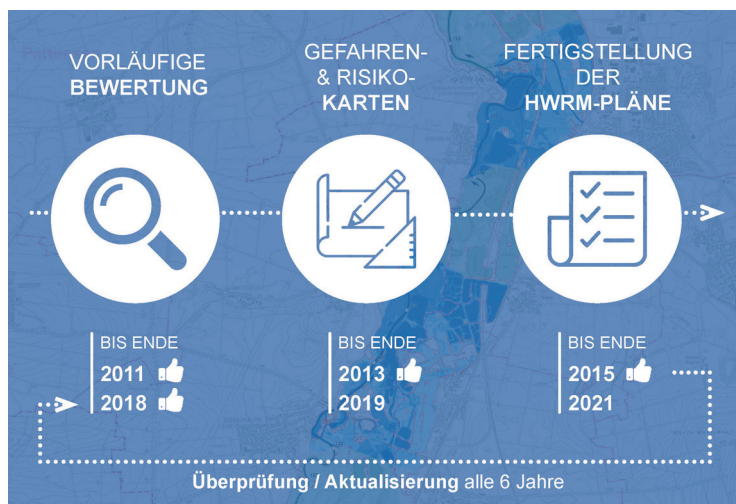 VORLÄUFIGE
BEWERTUNG
GEFAHREN-
& RISIKO-
KARTEN
FERTIGSTELLUNG
DER
HWRM-PLÄNE
BIS ENDE
2011
2018
BIS ENDE
2013
2019
BIS ENDE
2015
2021
Überprüfung / Aktualisierung alle 6 Jahre